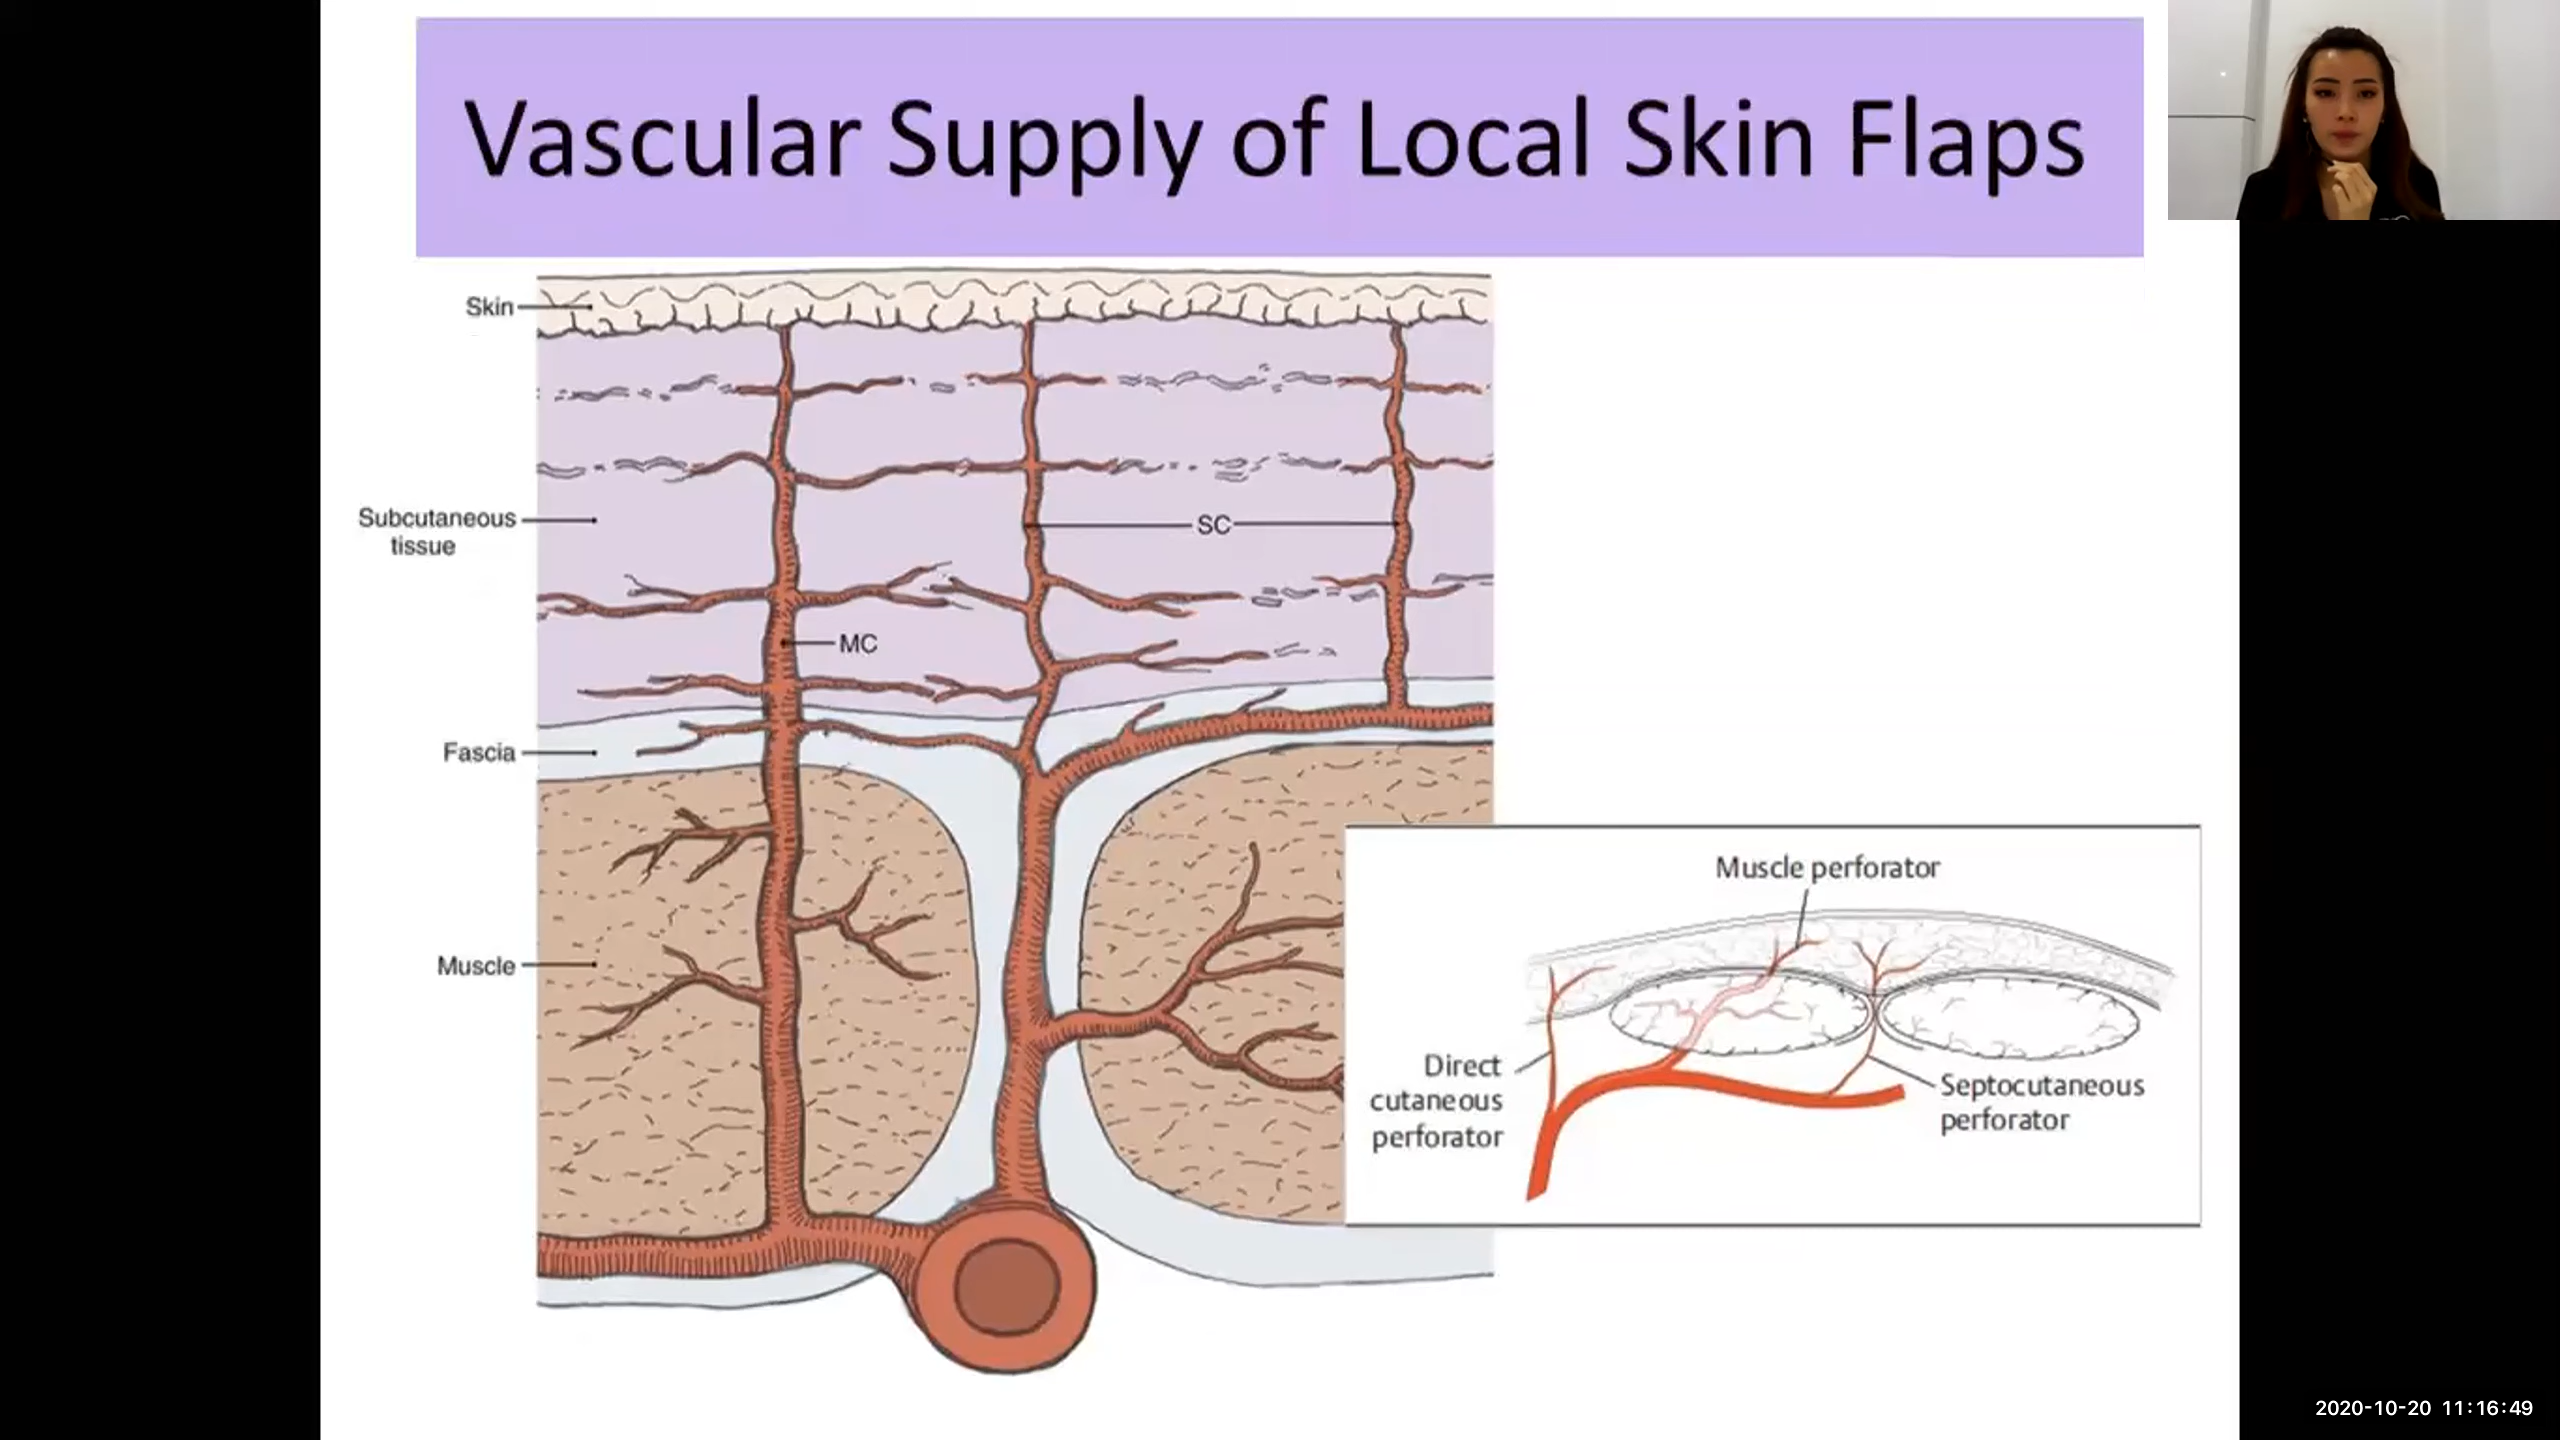 Vascular Supply of Local Skin Flaps
Skin
Subcutaneous
tissue
SC
MC
Fascia
Muscle
Muscle perforator
Direct
cutaneous
perforator
Septocutaneous
perforator
2020-10-20 11:16:49